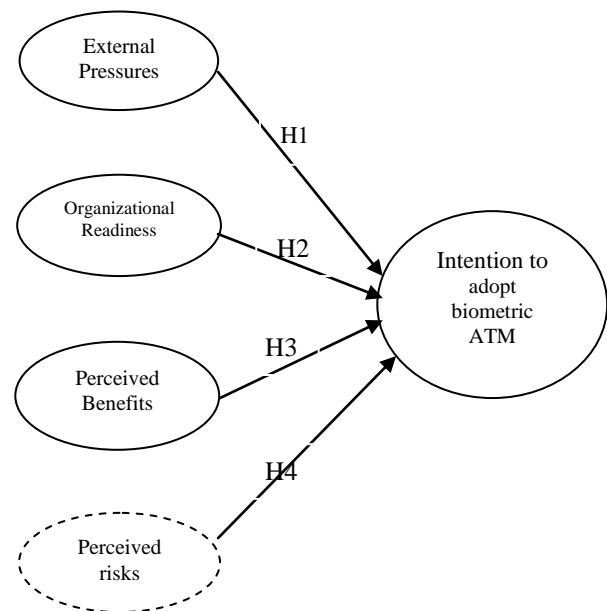 External
Pressures
H1
Organizational
Readiness
H2
Intention to
adopt
biometric
ATM
H3
Perceived
Benefits
H4
Perceived
risks